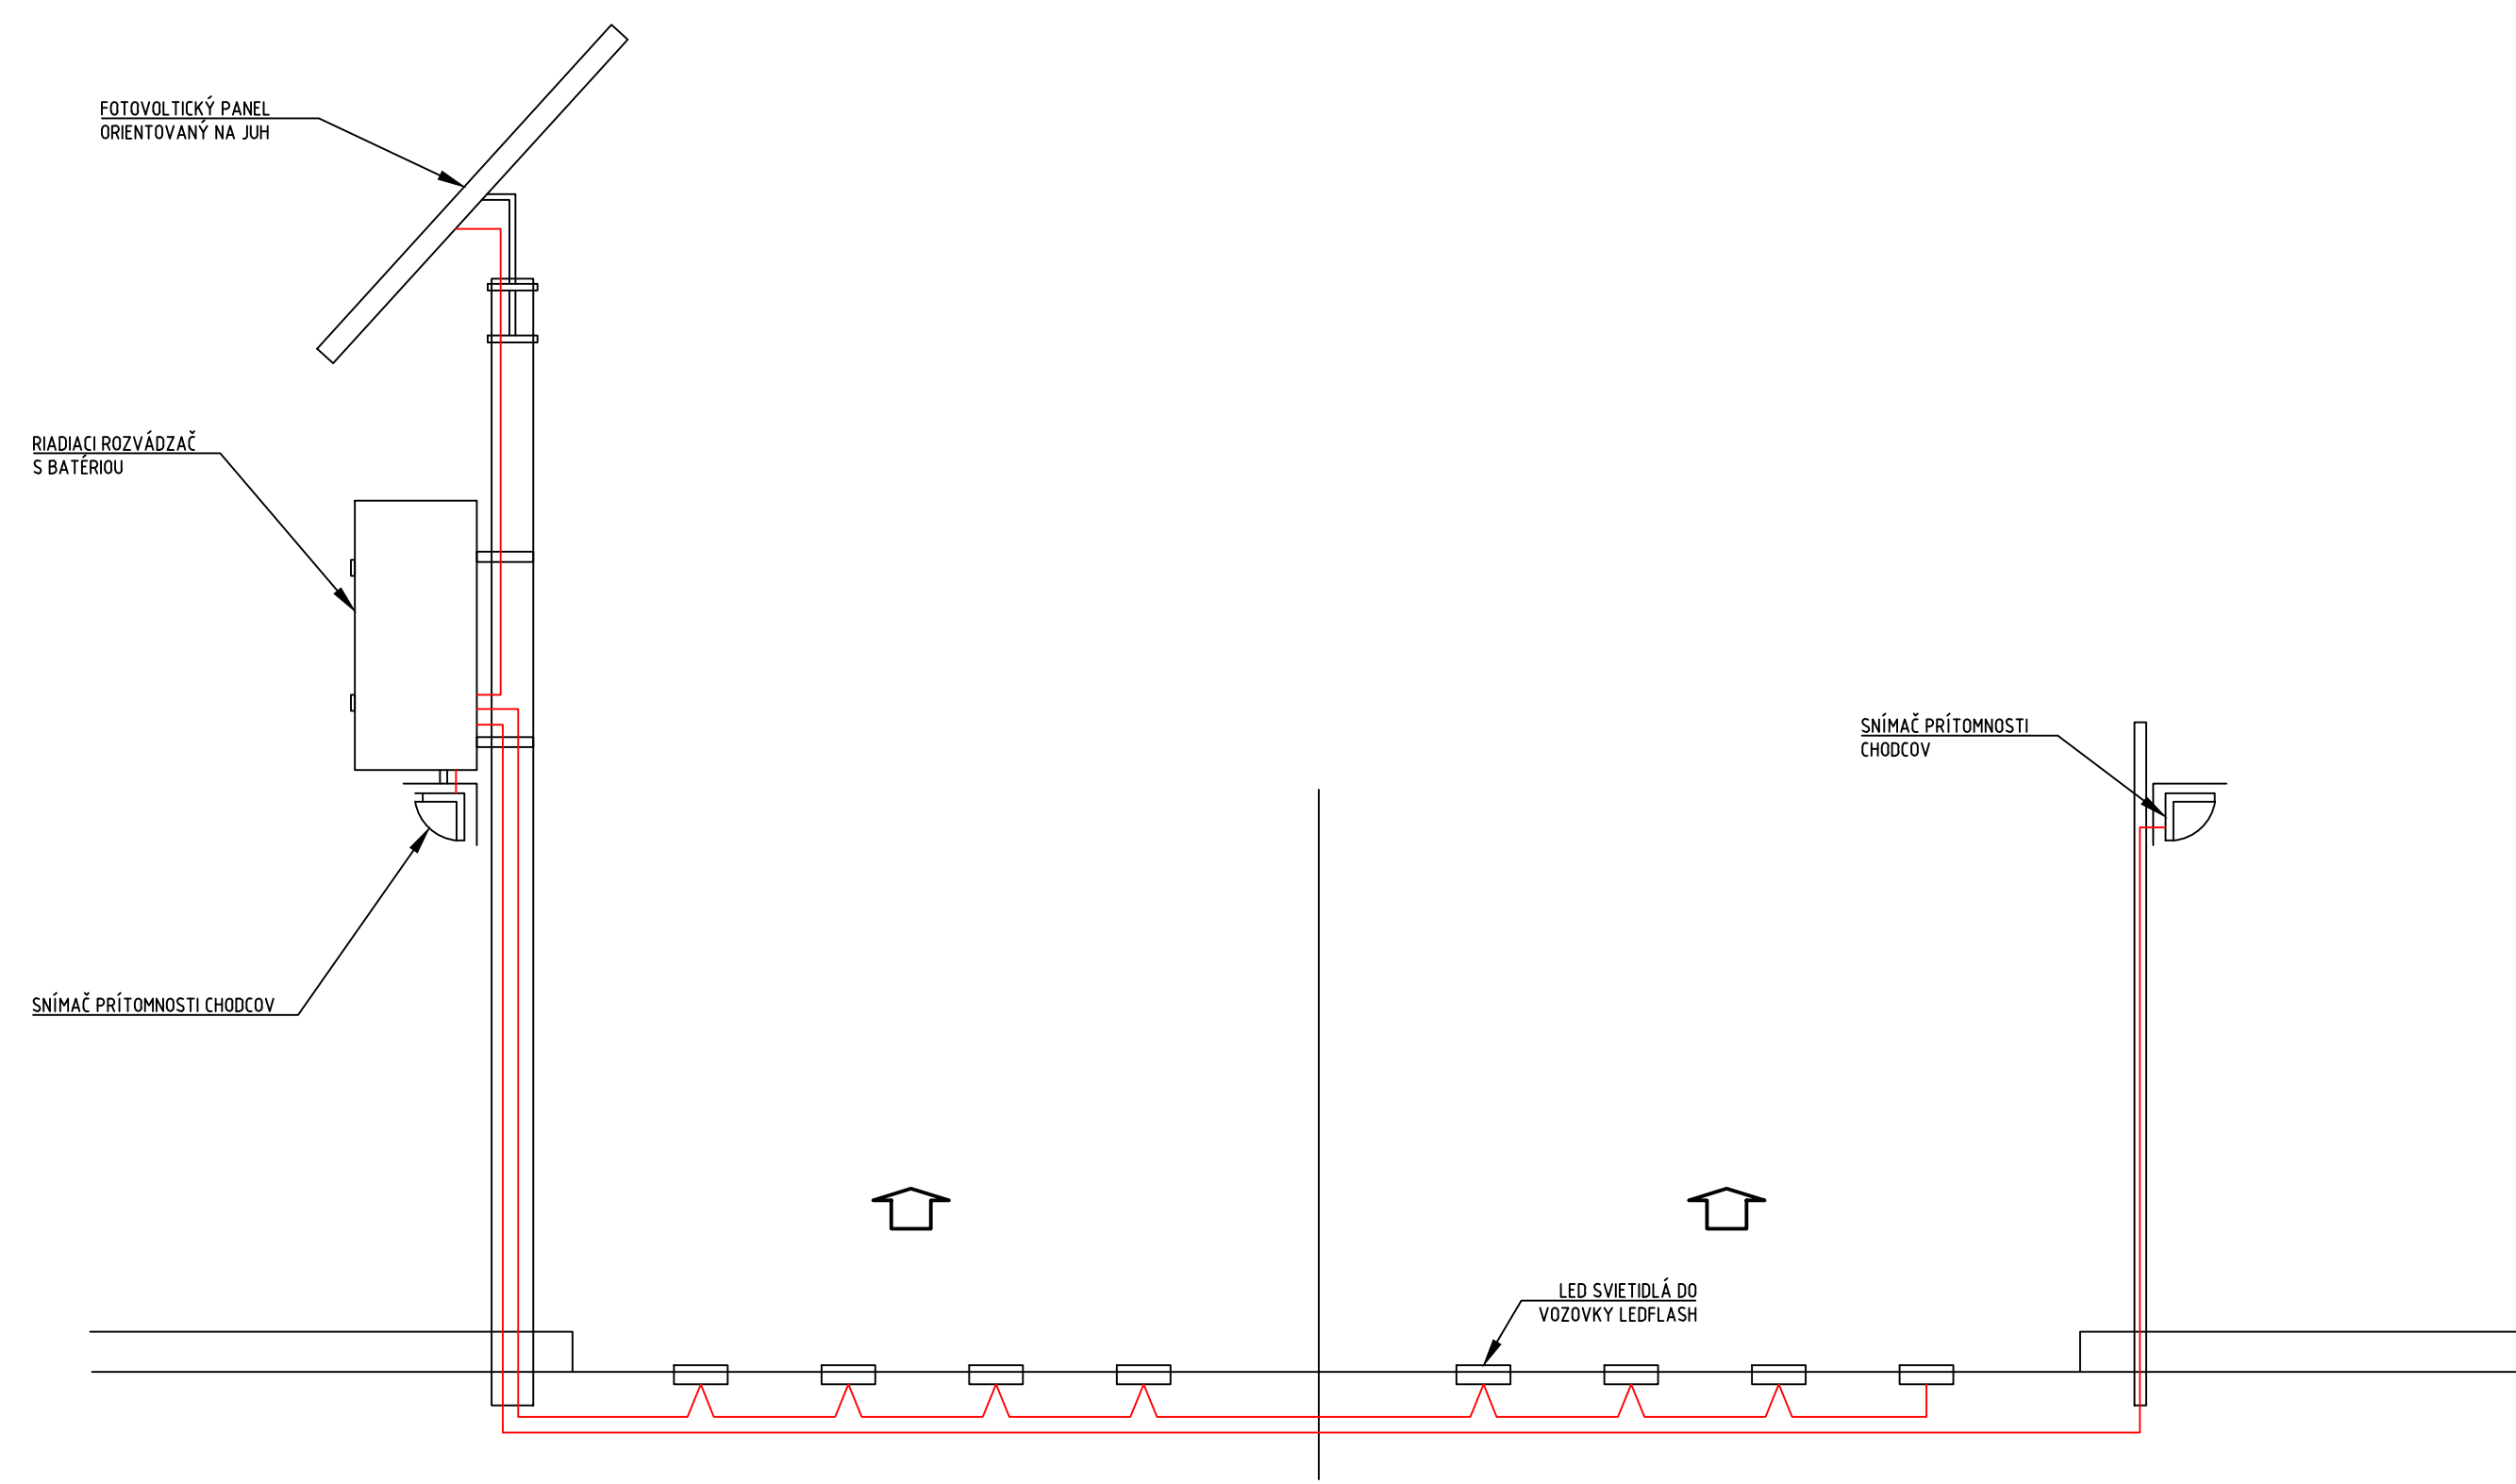 FOTOVOLTICKÝ PANEL
ORIENTOVANÝ NA JUH
RIADIACI ROZVÁDZAČ
S BATÉRIOU
SNÍMAČ PRÍTOMNOSTI
CHODCOV
SNÍMAČ PRÍTOMNOSTI CHODCOV
LED SVIETIDLÁ DO
VOZOVKY LEDFLASH